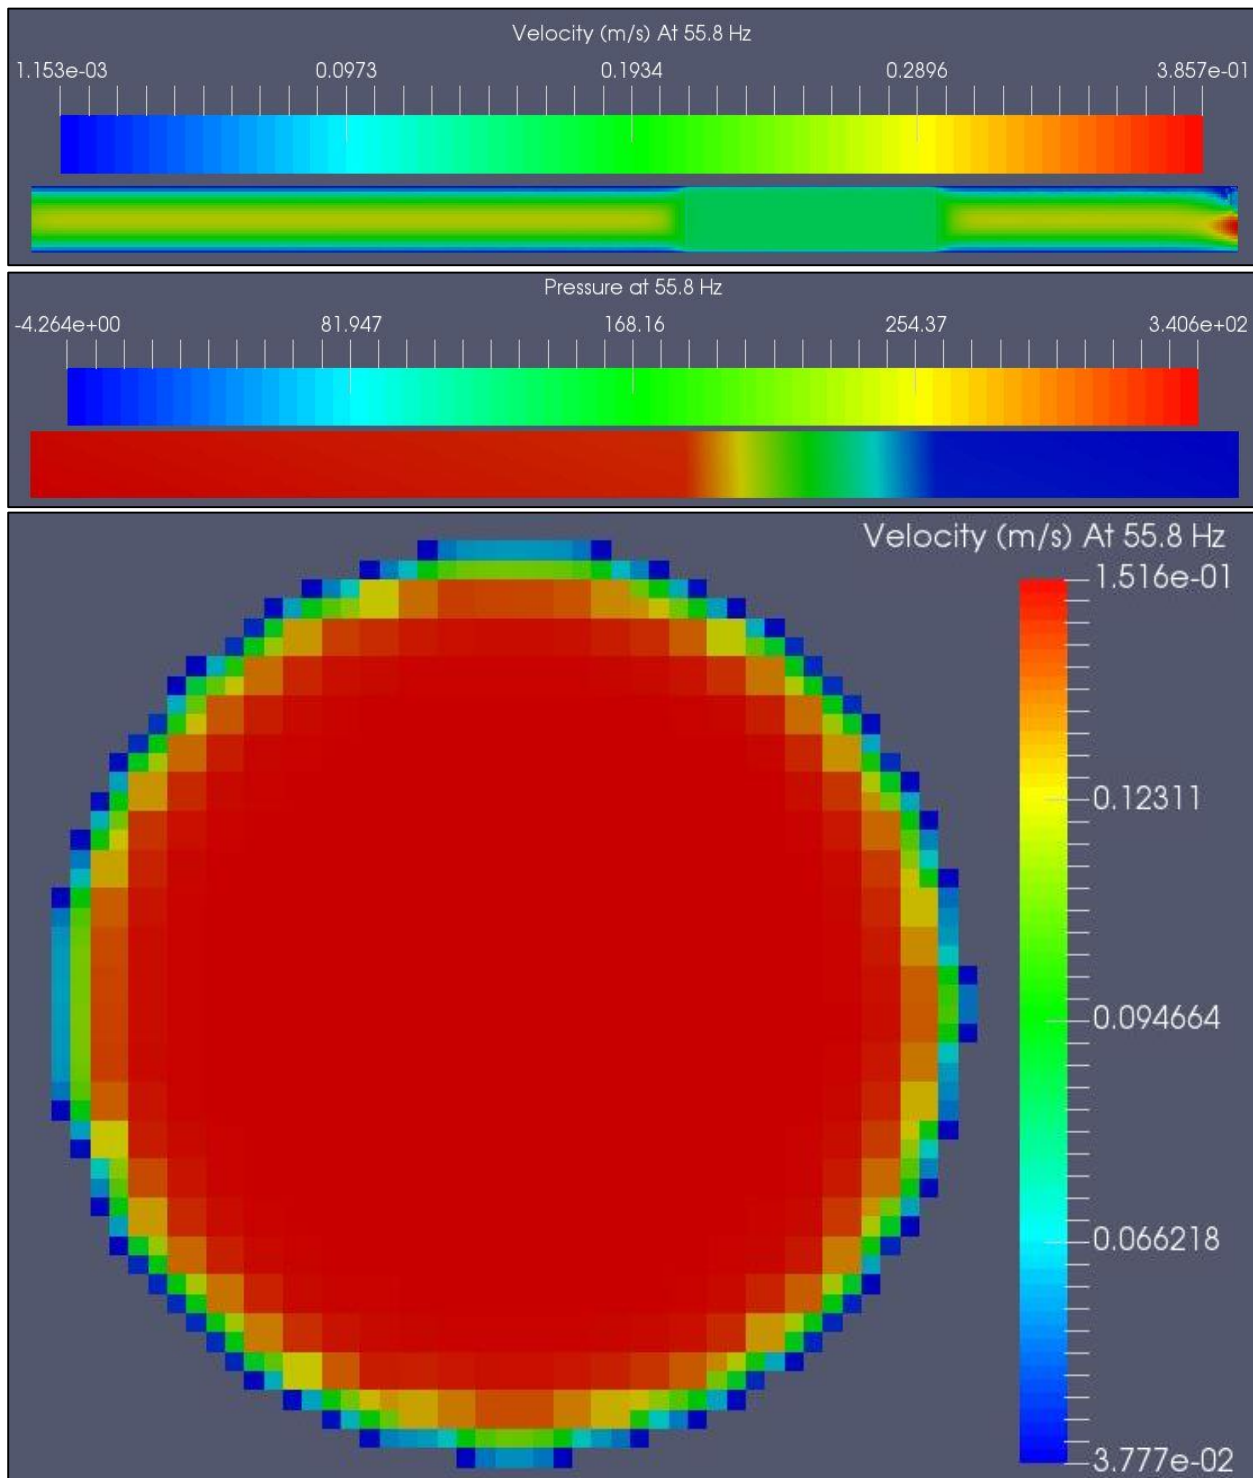 Velocity (m/s) At 55.8 Hz
1.153e-03 0.0973 0.1934 0.2896 3.857e-01
Pressure at 55.8 Hz
-4.264e+00 81.947 168.16 254.37 3.406e+02
Velocity (m/s) At 55.8 Hz
1.516e-01
0.12311
0.094664
0.066218
3.777e-02